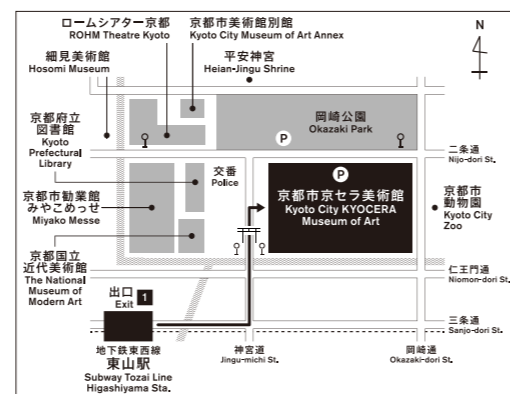 ロームシアター京都
ROHM Theatre Kyoto
京都市美術館別館
Kyoto City Museum of Art Annex
N
細見美術館
Hosomi Museum
平安神宮
Heian-Jingu Shrine
京都府立
図書館
Kyoto
Prefectural
Library
岡崎公園
Okazaki Park
P
二条通
Nijo-dori St.
交番
Police
P
京都市京セラ美術館
Kyoto City KYOCERA
Museum of Art
京都市
動物園
Kyoto City
Zoo
京都市勧業館
みやこめっせ
Miyako Messe
京都国立
近代美術館
The National
Museum of
Modern Art
仁王門通
Niomon-dori St.
出口
Exit
1
三条通
Sanjo-dori St.
地下鉄東西線
東山駅
Subway Tozai Line
Higashiyama Sta.
神宮道
Jingu-michi St.
岡崎通
Okazaki-dori St.